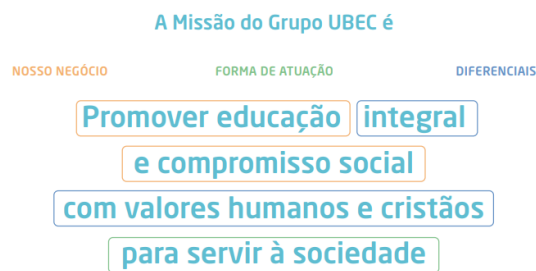 A Missão do Grupo UBEC é
NOSSO NEGÓCIO FORMA DE ATUAÇÃO DIFERENCIAIS
Promover educação integral
e compromisso social
com valores humanos e cristãos
para servir à sociedade